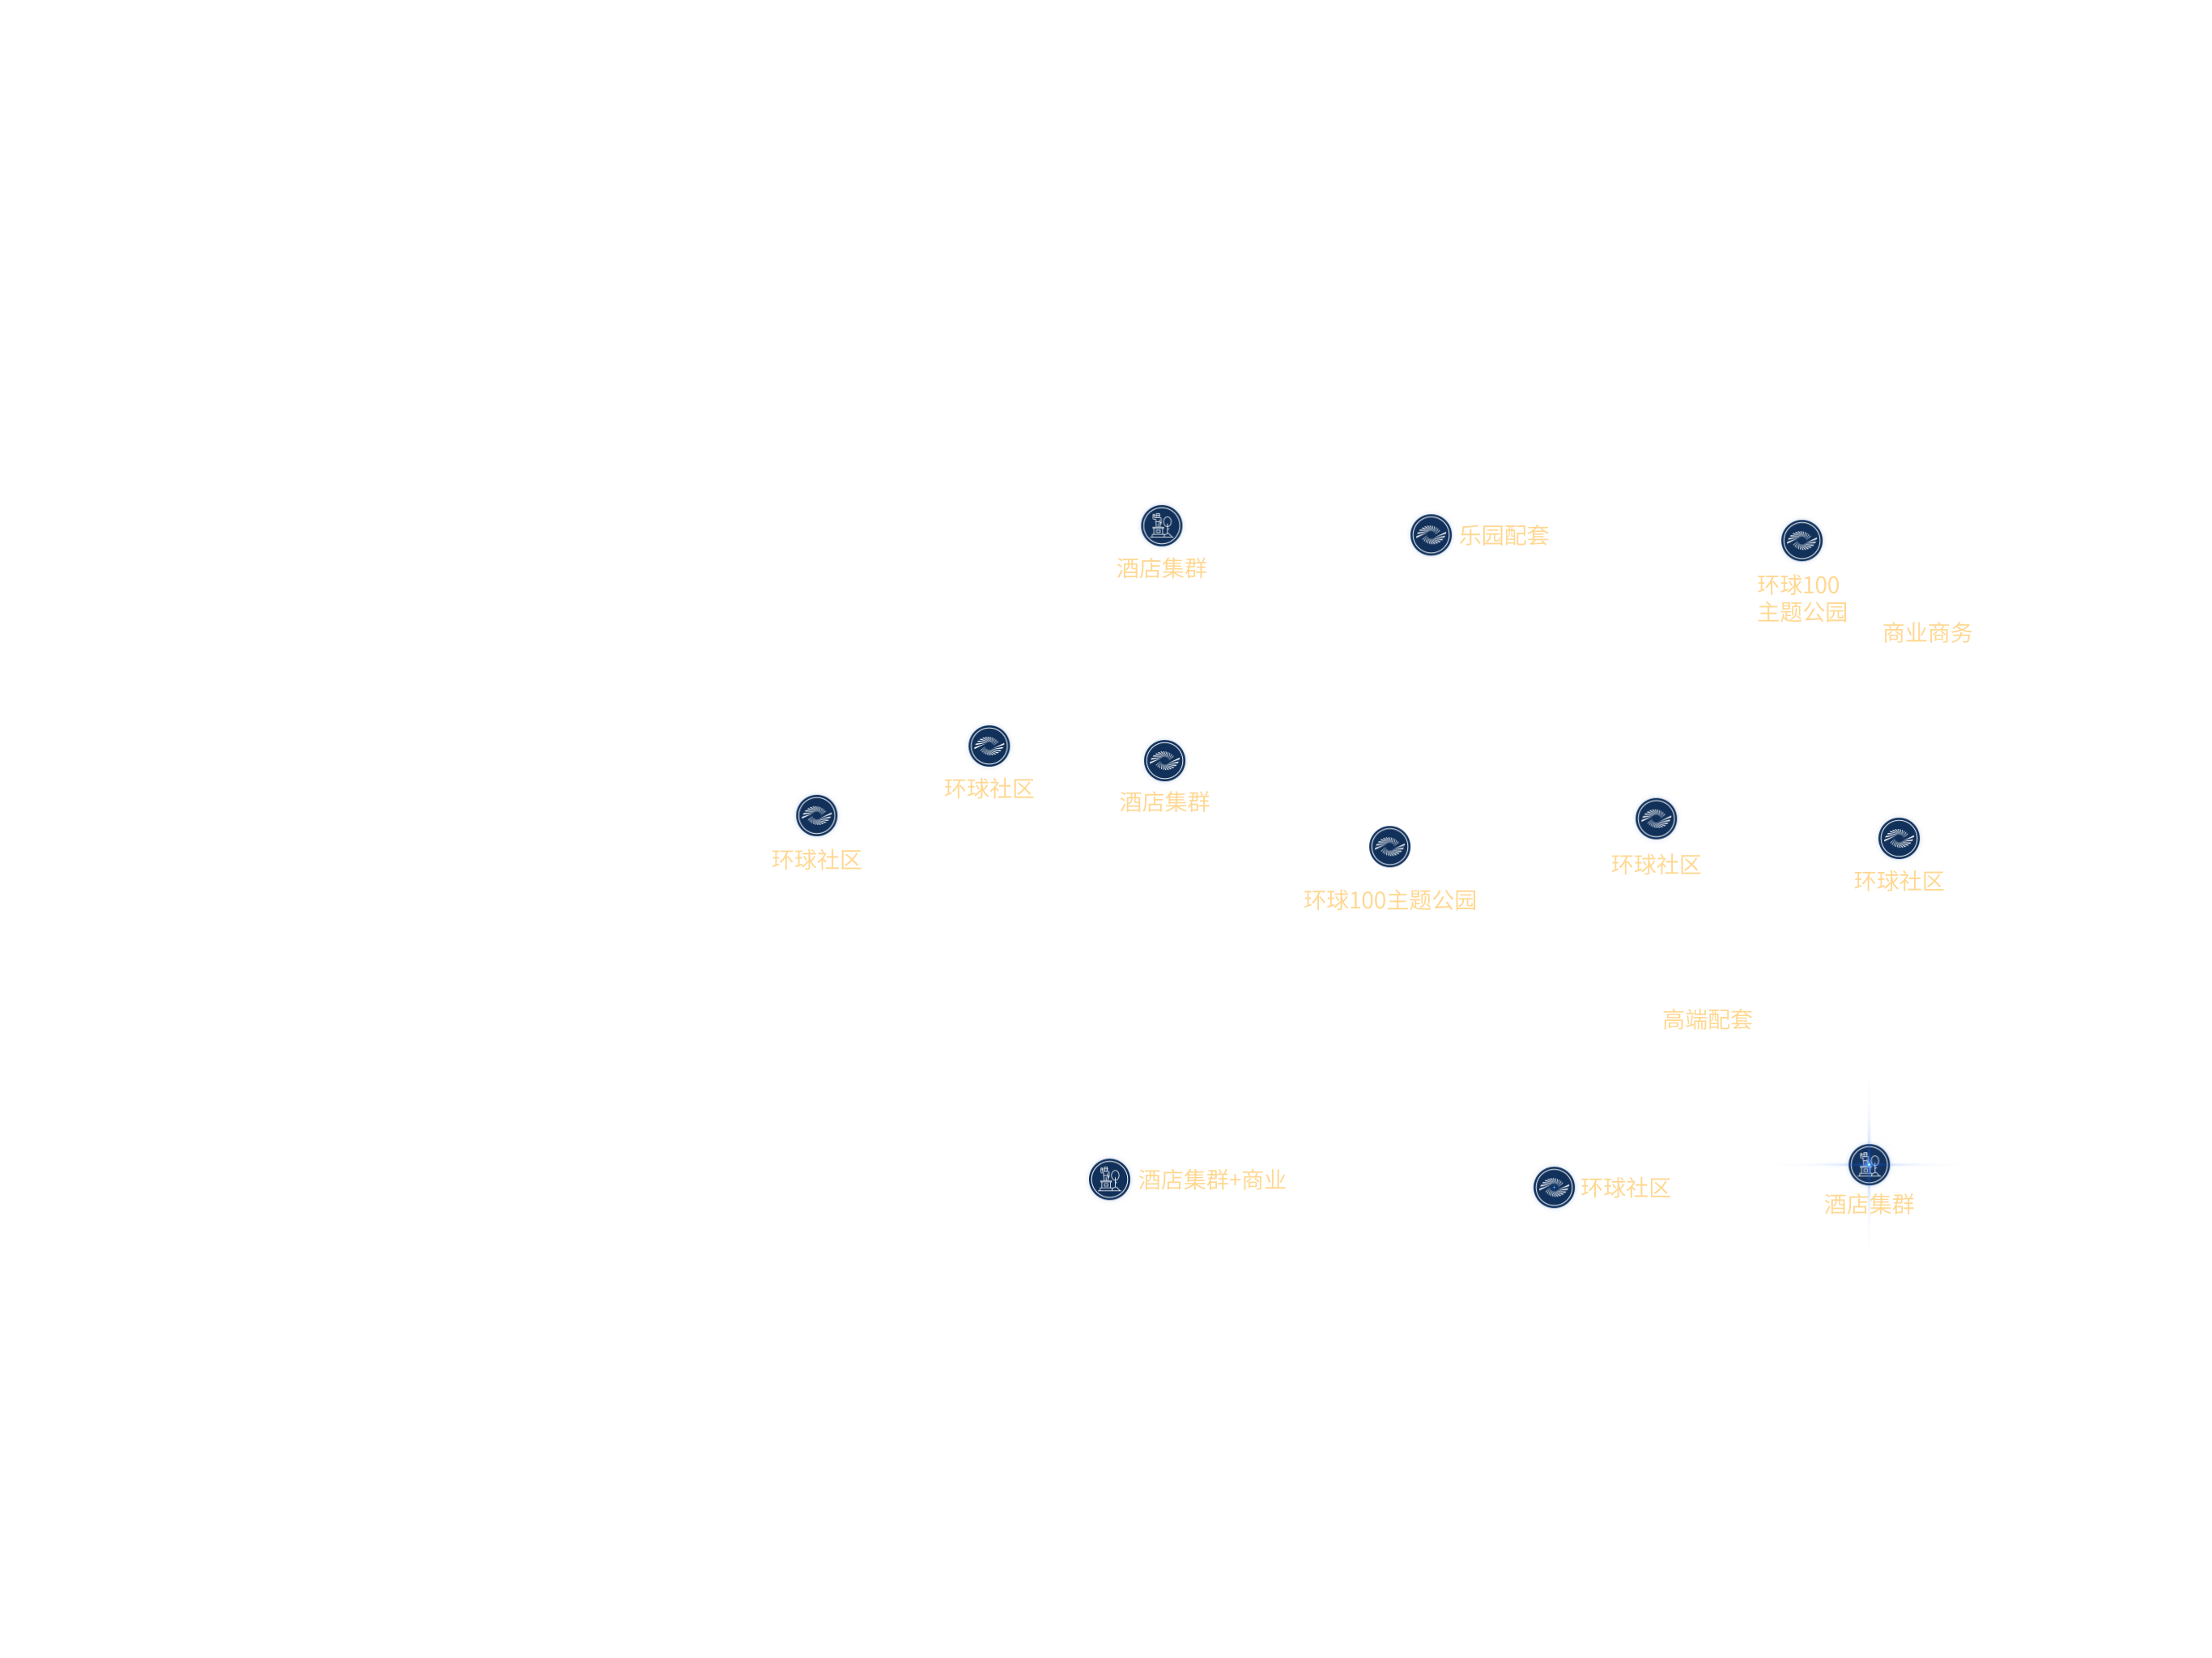 酒店集群
乐园配套
环球100
主题公园
商业商务
环球社区
酒店集群
环球社区
环球社区
环球社区
环球100主题公园
高端配套
酒店集群+商业
环球社区
酒店集群